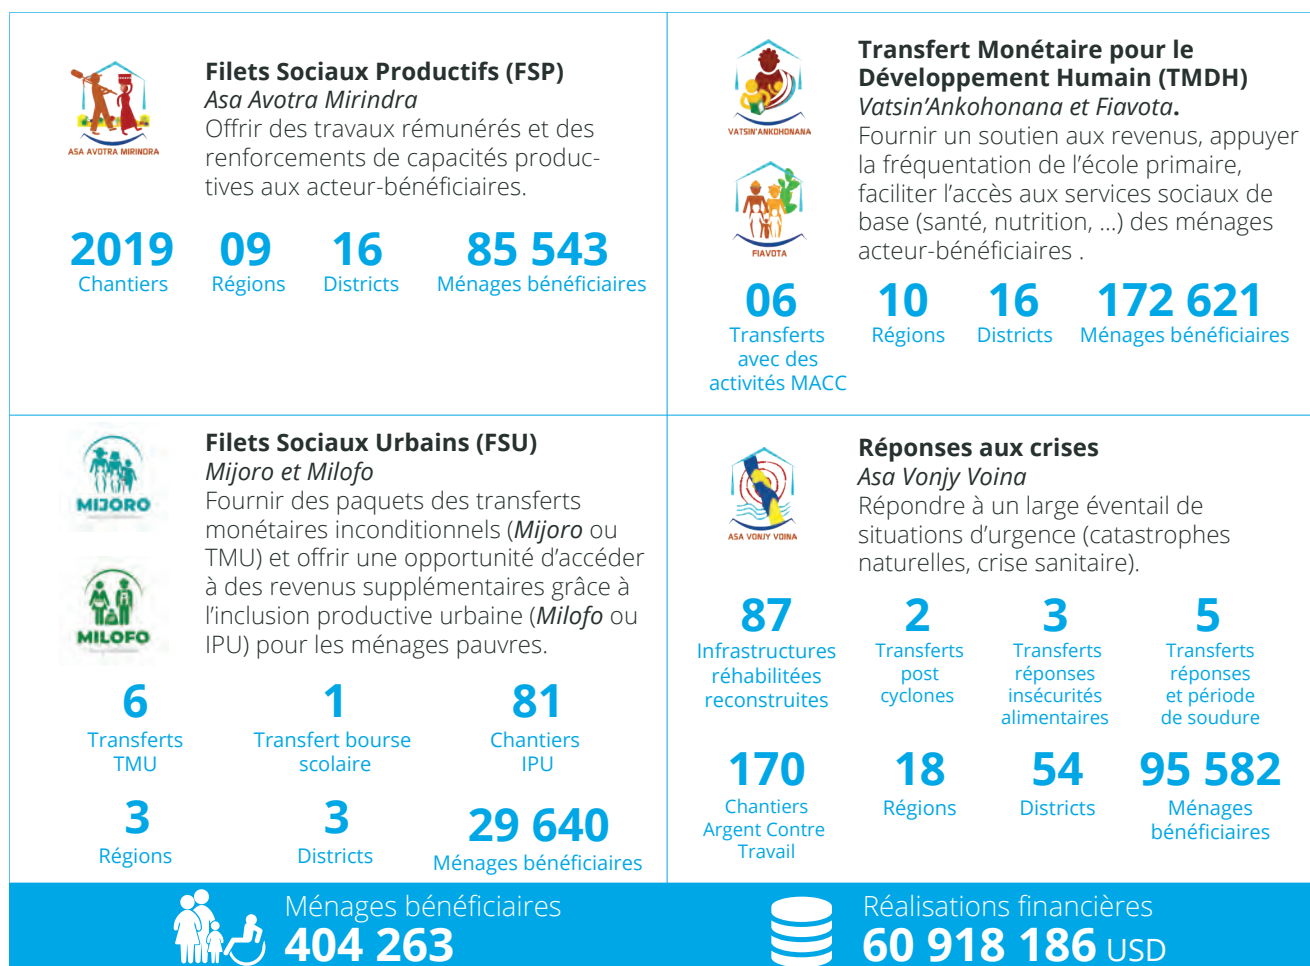 ASA AVOTRA MIRINDRA
Filets Sociaux Productifs (FSP)
Asa Avotra Mirindra
Offrir des travaux rémunérés et des
renforcements de capacités produc-
tives aux acteur-bénéficiaires.
2019
Chantiers
09
Régions
16
Districts
85 543
Ménages bénéficiaires
VATSIN'ANKOHONANA
FIAVOTA
Transfert Monétaire pour le
Développement Humain (TMDH)
Vatsin’Ankohonana et Fiavota.
Fournir un soutien aux revenus, appuyer
la fréquentation de l’école primaire,
faciliter l’accès aux services sociaux de
base (santé, nutrition, ...) des ménages
acteur-bénéficiaires .
06
Transferts
avec des
activités MACC
10
Régions
16
Districts
172 621
Ménages bénéficiaires
MIJORO
MILOFO
Filets Sociaux Urbains (FSU)
Mijoro et Milofo
Fournir des paquets des transferts
monétaires inconditionnels (Mijoro ou
TMU) et offrir une opportunité d’accéder
à des revenus supplémentaires grâce à
l’inclusion productive urbaine (Milofo ou
IPU) pour les ménages pauvres.
6
Transferts
TMU
1
Transfert bourse
scolaire
81
Chantiers
IPU
3
Régions
3
Districts
29 640
Ménages bénéficiaires
ASA VONJY VOINA
Réponses aux crises
Asa Vonjy Voina
Répondre à un large éventail de
situations d’urgence (catastrophes
naturelles, crise sanitaire).
87
Infrastructures
réhabilitées
reconstruites
2
Transferts
post
cyclones
3
Transferts
réponses
insécurités
alimentaires
5
Transferts
réponses
et période
de soudure
170
Chantiers
Argent Contre
Travail
18
Régions
54
Districts
95 582
Ménages
bénéficiaires
Ménages bénéficiaires
404 263
Réalisations financières
60 918 186 USD